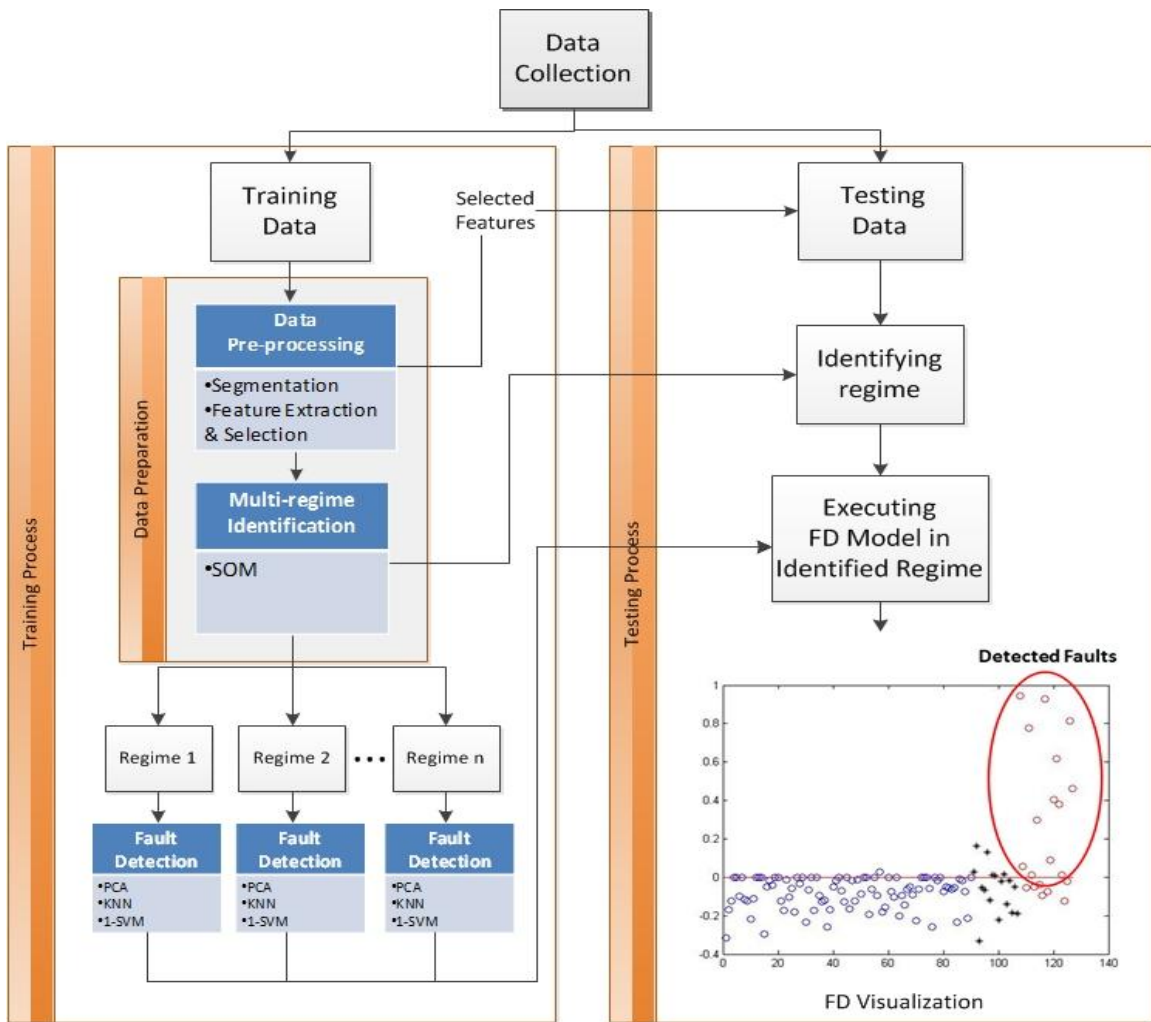 Data
Collection
Training Process
Training
Data
Selected
Features
Data Preparation
Data
Pre-processing
•Segmentation
•Feature Extraction
& Selection
Multi-regime
Identification
•SOM
Regime 1
Regime 2
•••
Regime n
Fault
Detection
•PCA
•KNN
•1-SVM
Fault
Detection
•PCA
•KNN
•1-SVM
Fault
Detection
•PCA
•KNN
•1-SVM
Testing Process
Testing
Data
Identifying
regime
Executing
FD Model in
Identified Regime
Detected Faults
1
0.8
0.6
0.4
0.2
0
-0.2
-0.4
0 20 40 60 80 100 120 140
FD Visualization